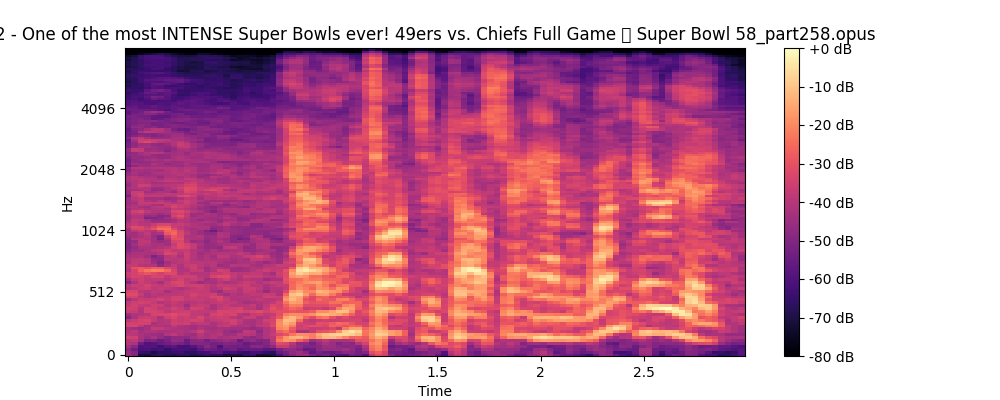 2 - One of the most INTENSE Super Bowls ever! 49ers vs. Chiefs Full Game Super Bowl 58_part258.opus
+0 dB
-10 dB
-20 dB
-30 dB
-40 dB
-50 dB
-60 dB
-70 dB
-80 dB
4096
2048
1024
512
0
Hz
0 0.5 1 1.5 2 2.5
Time